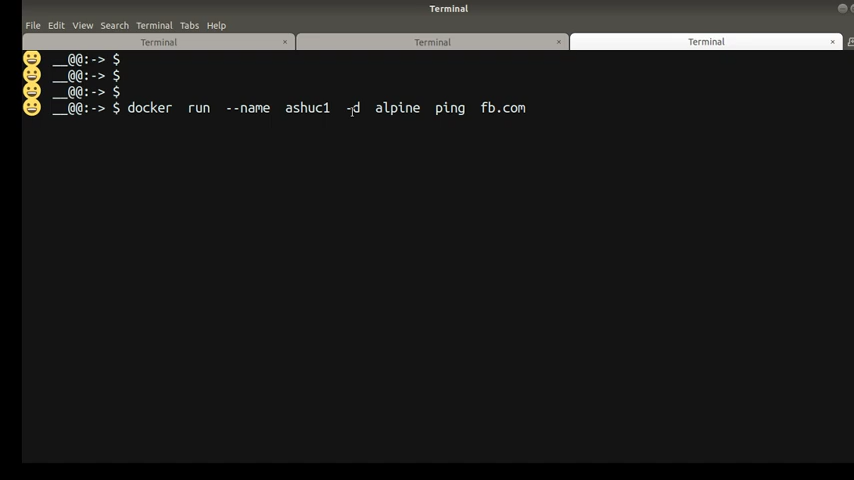 Terminal
File Edit View Search Terminal Tabs Help
Terminal × Terminal × Terminal ×
__@@:-> $
__@@:-> $
__@@:-> $
__@@:-> $ docker run --name ashuc1 -d alpine ping fb.com